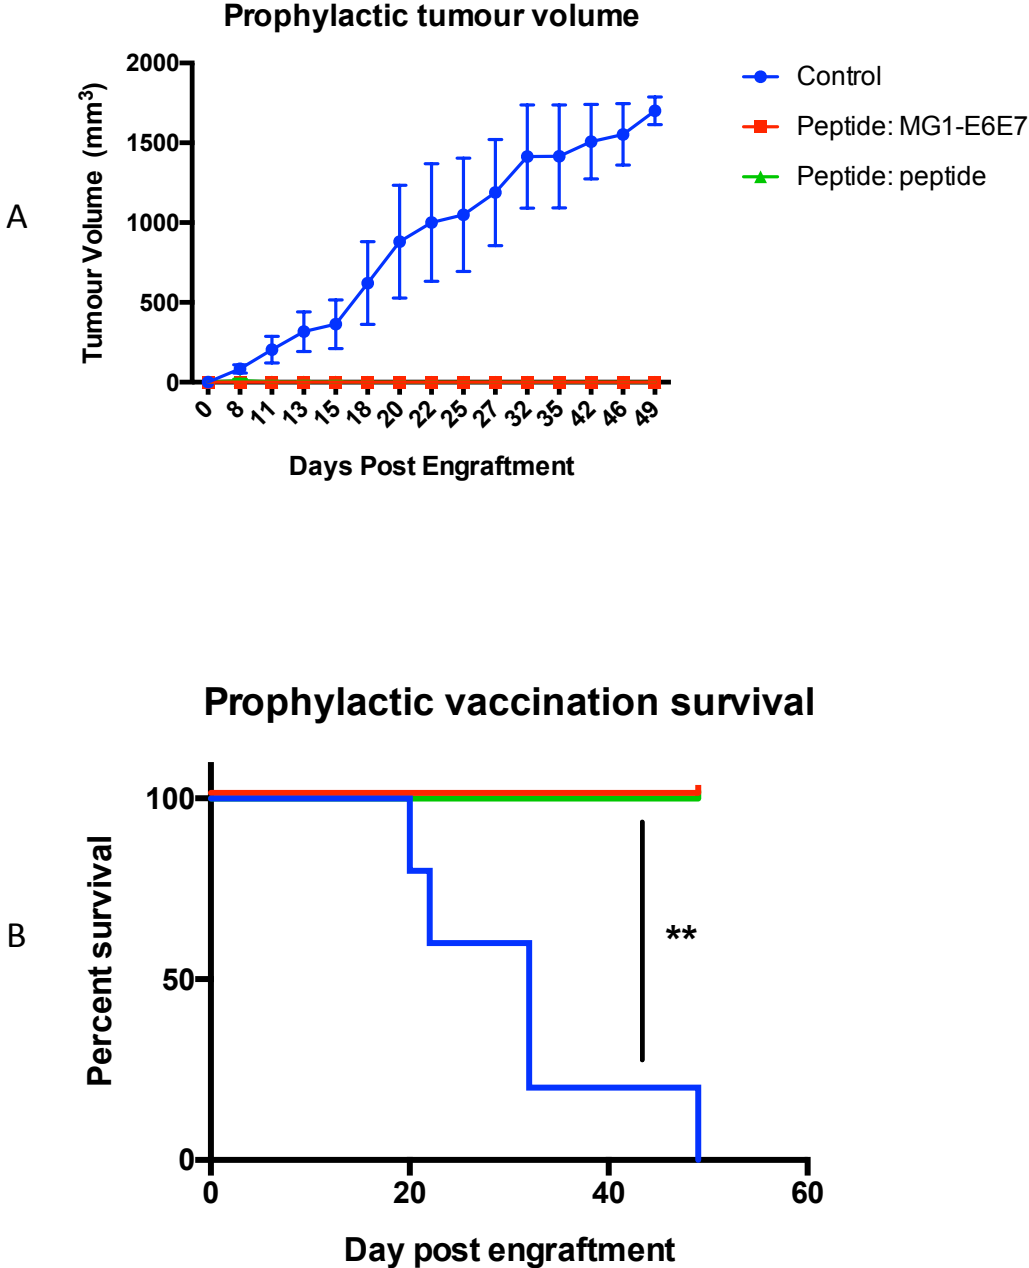 Prophylactic tumour volume
A
Tumour Volume (mm³)
2000
1500
1000
500
0
0 8 11 13 15 18 20 22 25 27 32 35 42 46 49
Days Post Engraftment
Control
Peptide: MG1-E6E7
Peptide: peptide
Prophylactic vaccination survival
B
Percent survival
100
50
0
**
0 20 40 60
Day post engraftment